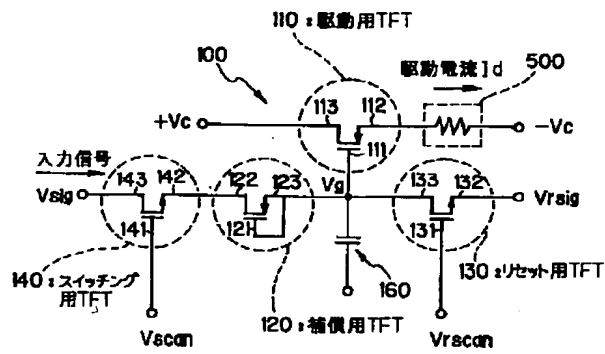 110：駆動用TFT
駆動電流Id
500
100
113
112
+Vc
-Vc
111
入力信号
Vsig
143
142
122
123
Vg
133
132
Vrsig
141
121
131
140：スイッチング
用TFT
160
130：リセット用TFT
120：補償用TFT
Vscan
Vrscan